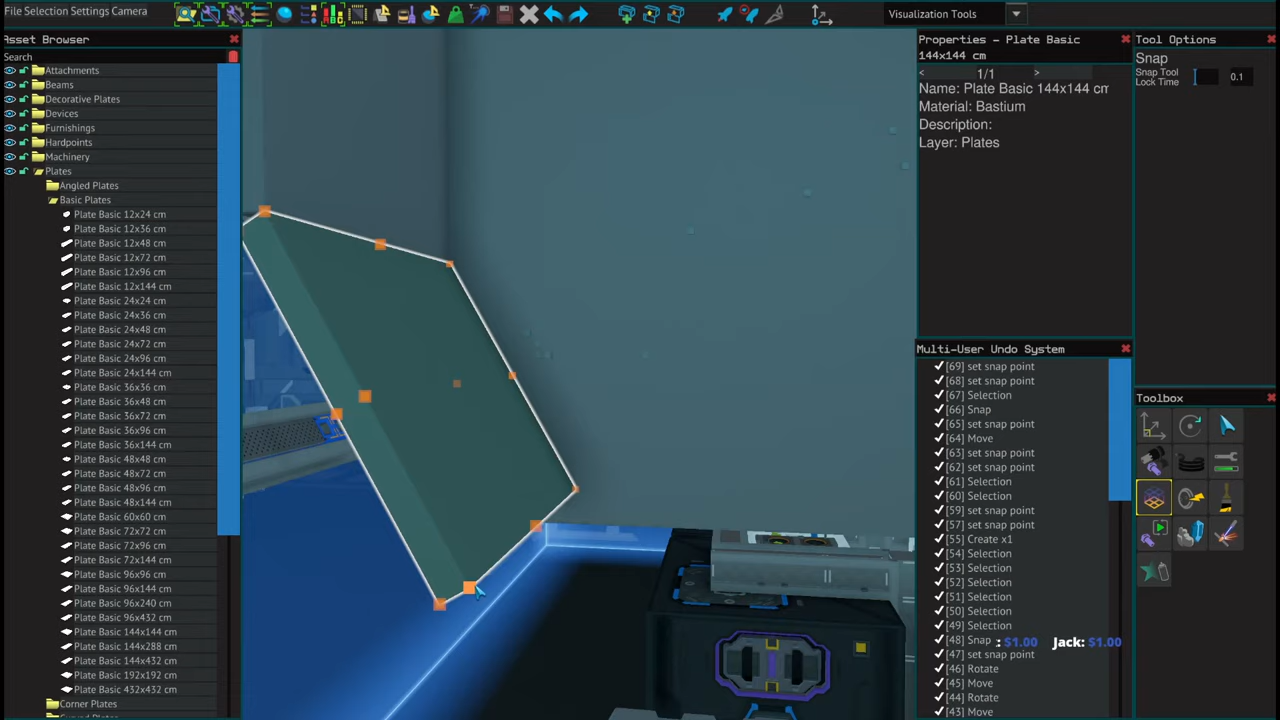 File Selection Settings Camera
Visualization Tools
Asset Browser
Search
Attachments
Beams
Decorative Plates
Devices
Furnishings
Hardpoints
Machinery
Plates
Angled Plates
Basic Plates
Plate Basic 12x24 cm
Plate Basic 12x36 cm
Plate Basic 12x48 cm
Plate Basic 12x72 cm
Plate Basic 12x96 cm
Plate Basic 12x144 cm
Plate Basic 24x24 cm
Plate Basic 24x36 cm
Plate Basic 24x48 cm
Plate Basic 24x72 cm
Plate Basic 24x96 cm
Plate Basic 24x144 cm
Plate Basic 36x36 cm
Plate Basic 36x48 cm
Plate Basic 36x72 cm
Plate Basic 36x96 cm
Plate Basic 36x144 cm
Plate Basic 48x48 cm
Plate Basic 48x72 cm
Plate Basic 48x96 cm
Plate Basic 48x144 cm
Plate Basic 60x60 cm
Plate Basic 72x72 cm
Plate Basic 72x96 cm
Plate Basic 72x144 cm
Plate Basic 96x96 cm
Plate Basic 96x144 cm
Plate Basic 96x240 cm
Plate Basic 96x432 cm
Plate Basic 144x144 cm
Plate Basic 144x288 cm
Plate Basic 144x432 cm
Plate Basic 192x192 cm
Plate Basic 432x432 cm
Corner Plates
Properties - Plate Basic
144x144 cm
< 1/1 >
Name: Plate Basic 144x144 cm
Material: Bastium
Description:
Layer: Plates
Tool Options
Snap
Snap Tool
Lock Time
0.1
Multi-User Undo System
[69] set snap point
[68] set snap point
[67] Selection
[66] Snap
[65] set snap point
[64] Move
[63] set snap point
[62] set snap point
[61] Selection
[60] Selection
[59] set snap point
[57] set snap point
[55] Create x1
[54] Selection
[53] Selection
[52] Selection
[51] Selection
[50] Selection
[49] Selection
[48] Snap
: $1.00 Jack: $1.00
[47] set snap point
[46] Rotate
[45] Move
[44] Rotate
[43] Move
Toolbox